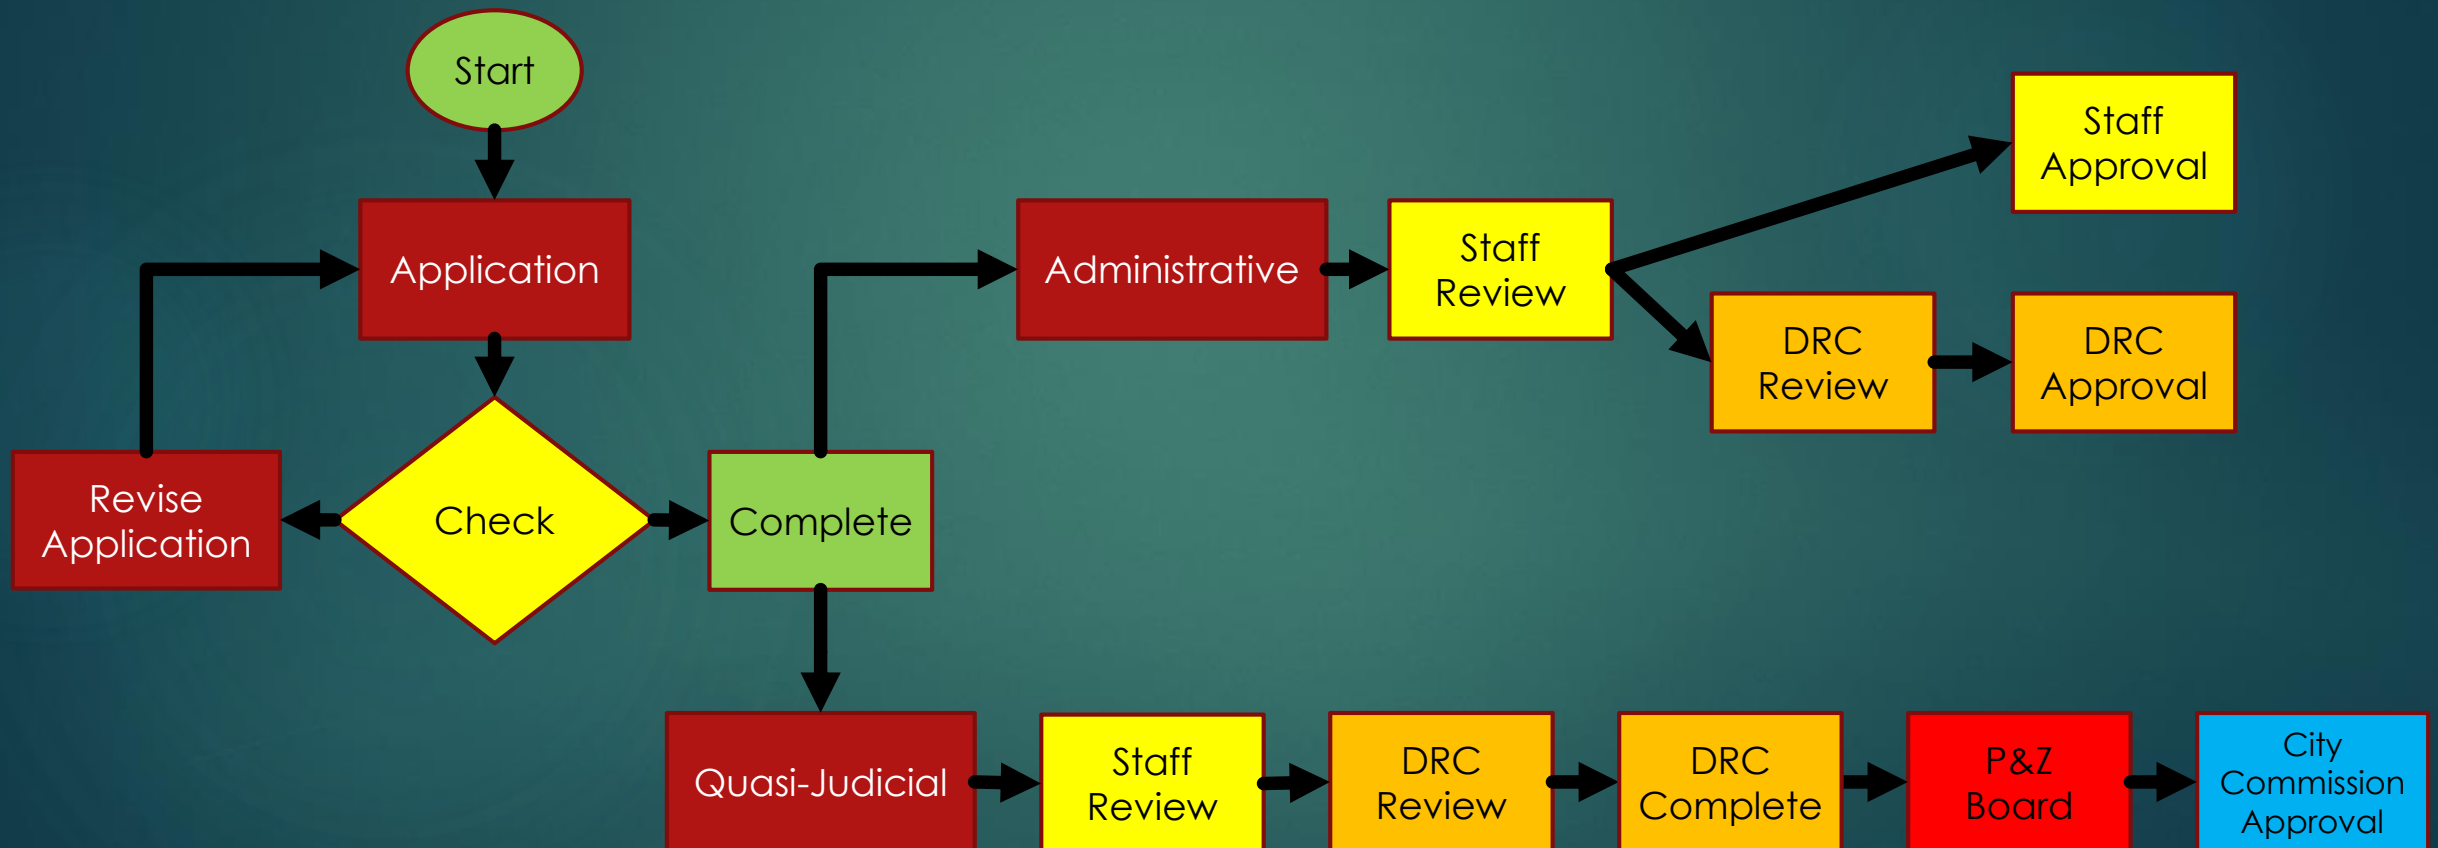 Start
Application
Revise
Application
Check
Complete
Administrative
Staff
Review
Staff
Approval
DRC
Review
DRC
Approval
Quasi-Judicial
Staff
Review
DRC
Review
DRC
Complete
P&Z
Board
City
Commission
Approval